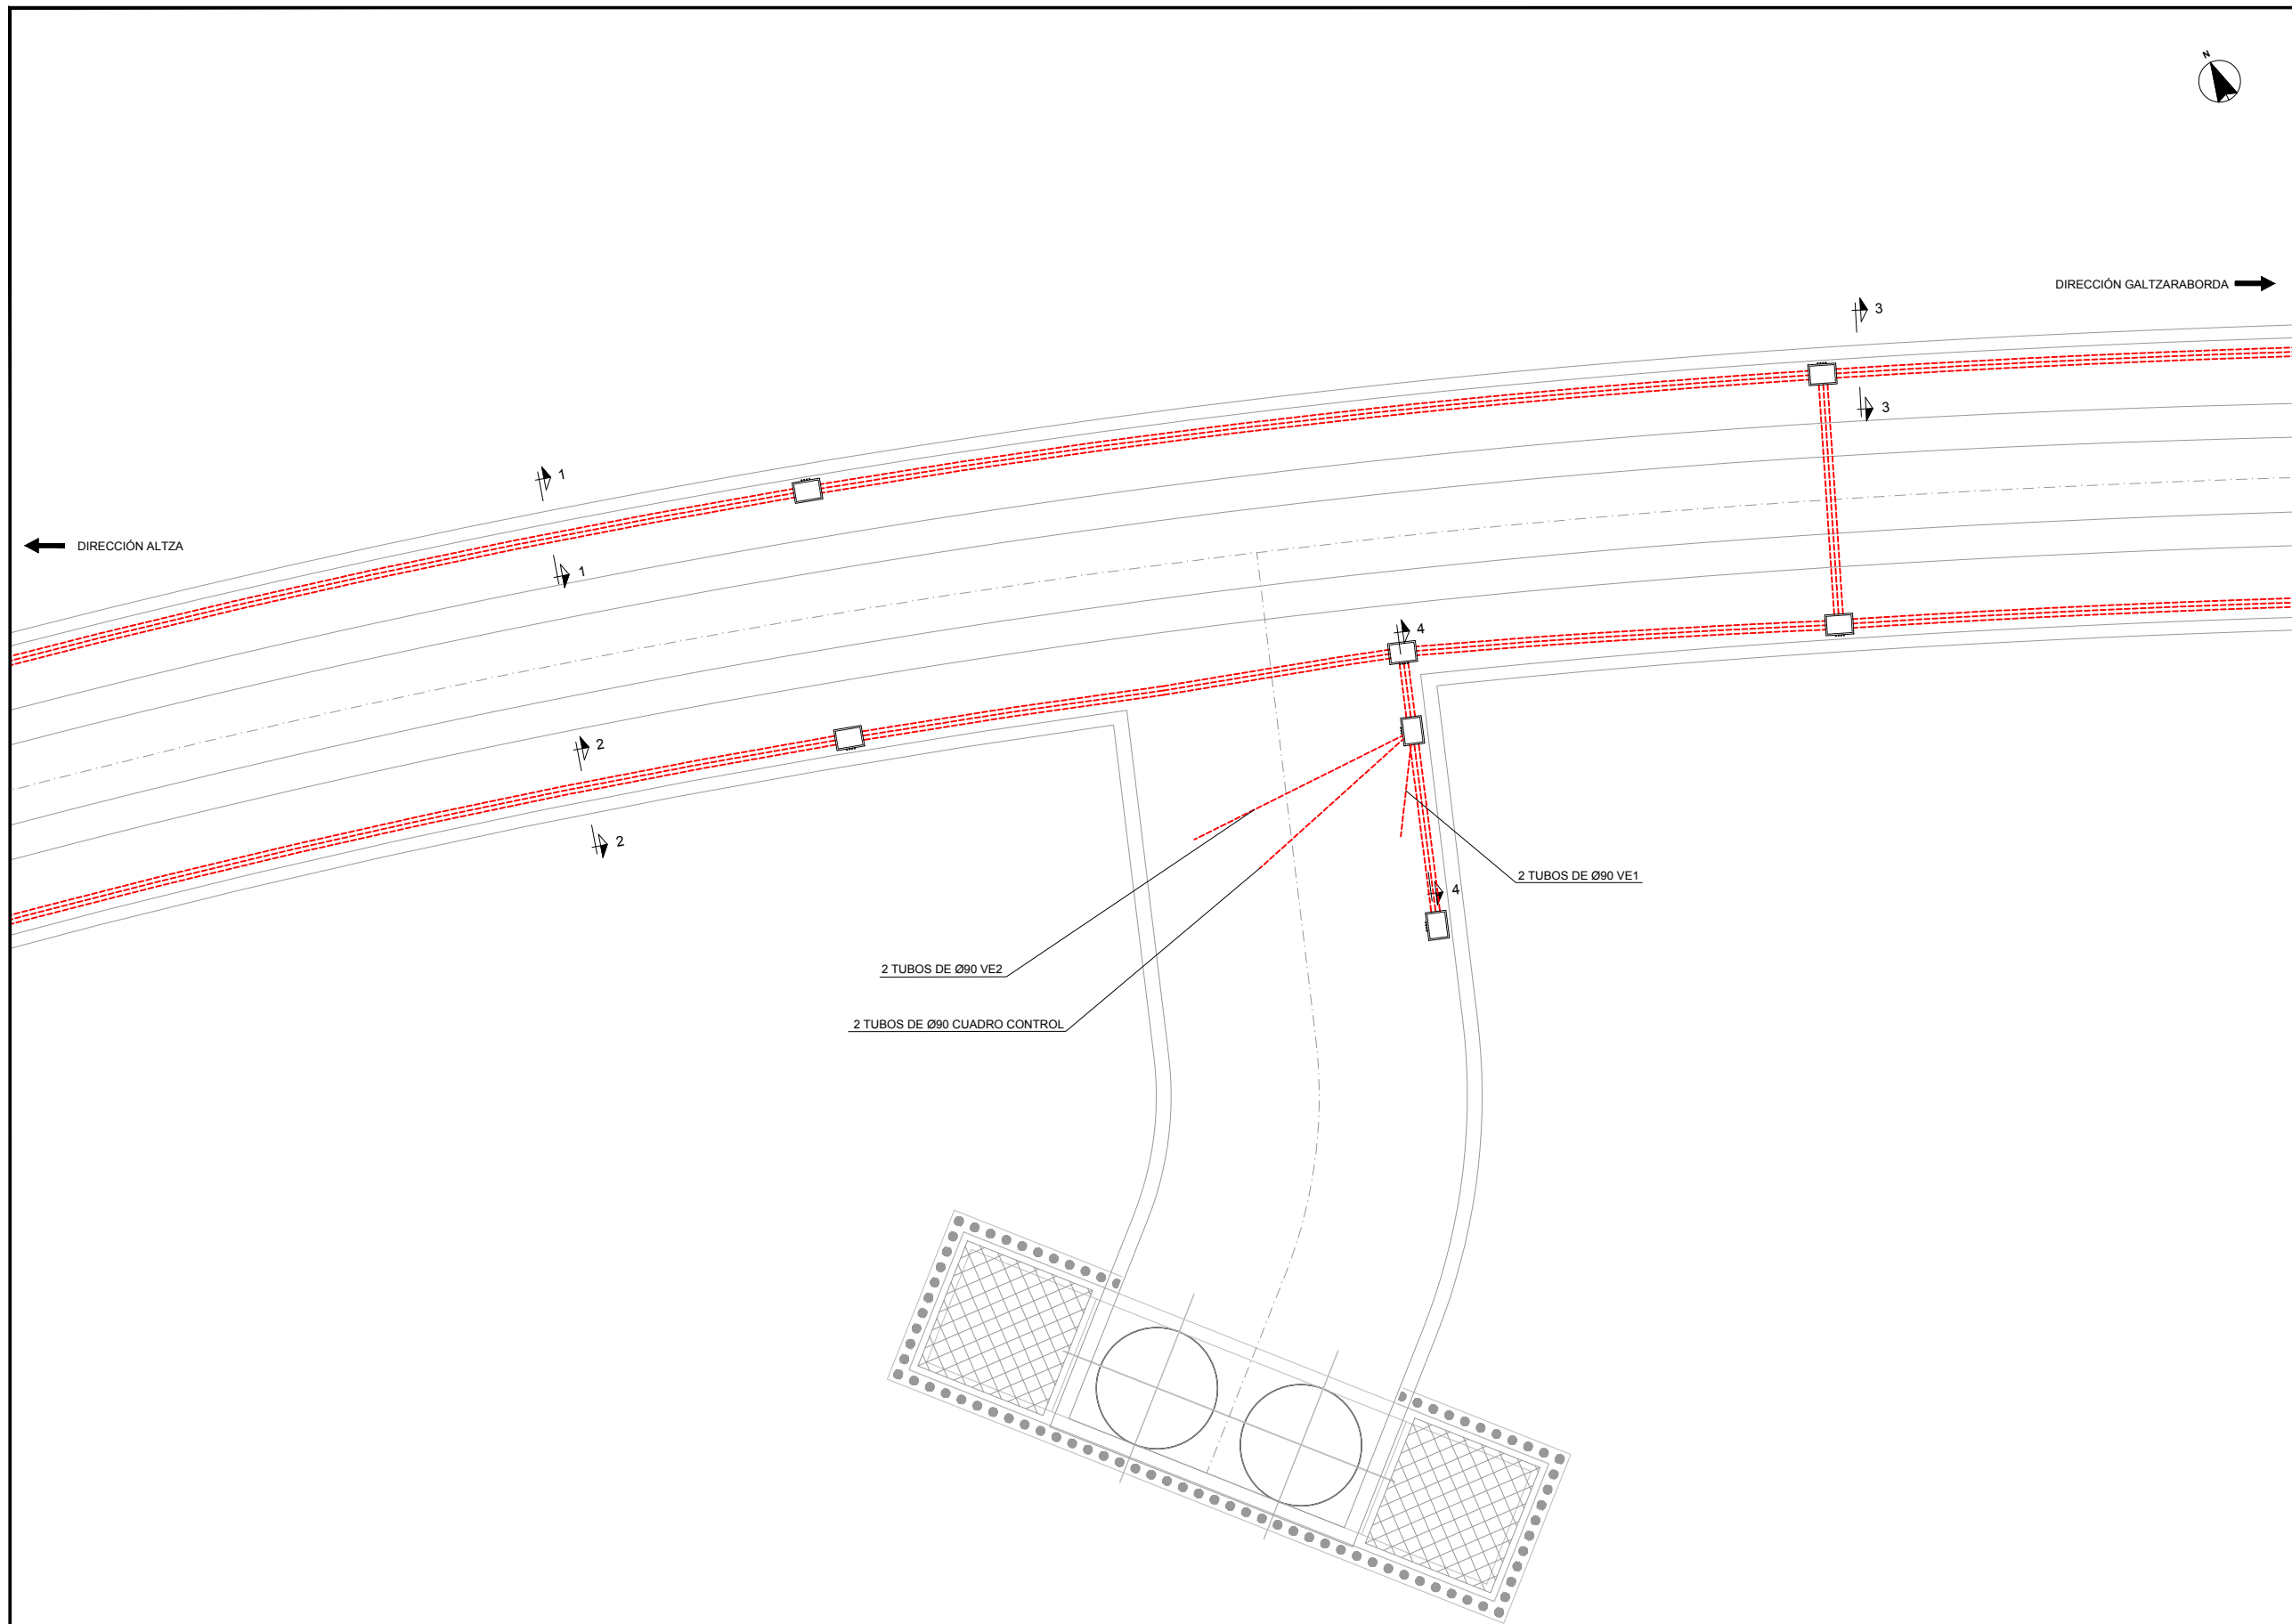 N
DIRECCIÓN GALTZARABORDA
3
3
1
DIRECCIÓN ALTZA
1
4
2
2
2 TUBOS DE Ø90 VE1
4
2 TUBOS DE Ø90 VE2
2 TUBOS DE Ø90 CUADRO CONTROL